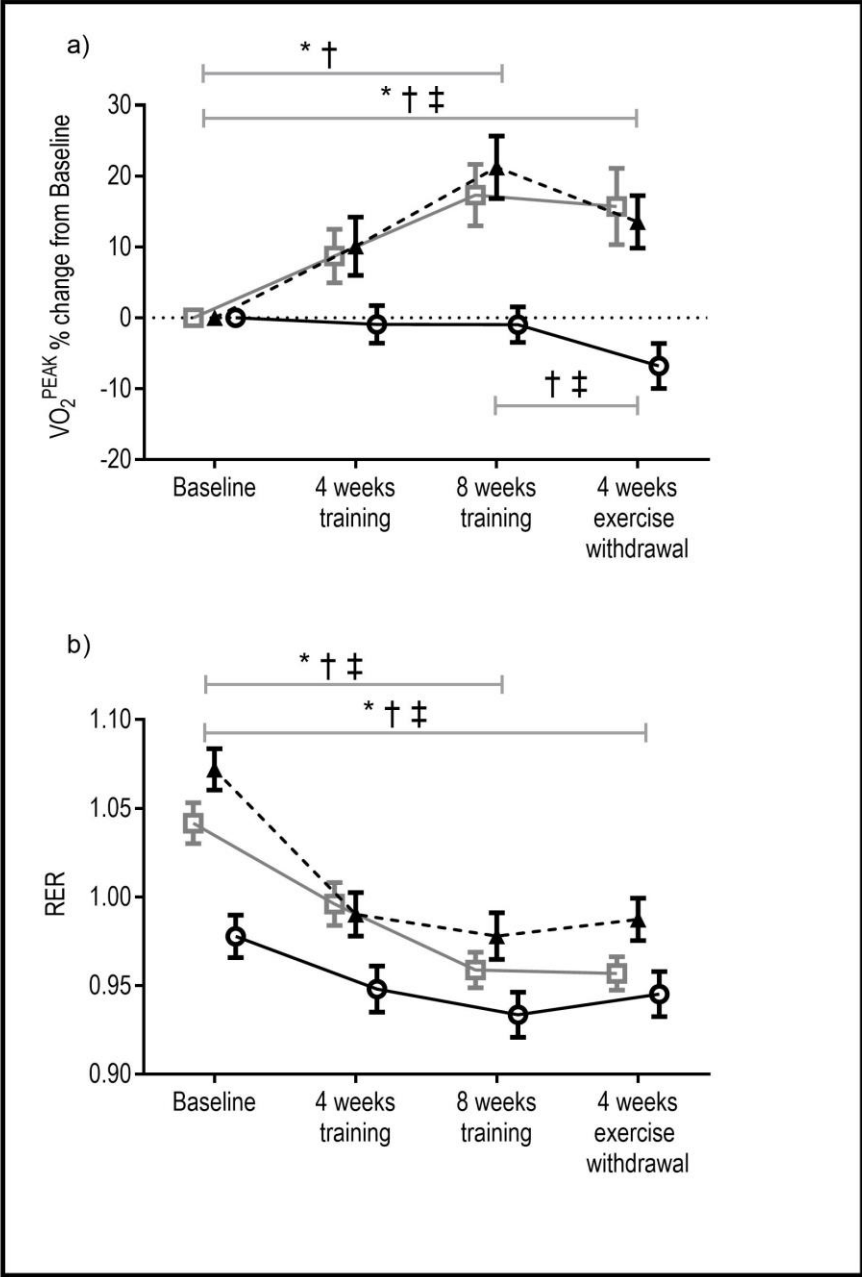 a)
* †
* † ‡
VO₂ᴾᴱᴬᴷ % change from Baseline
30
20
10
0
-10
-20
† ‡
Baseline
4 weeks
training
8 weeks
training
4 weeks
exercise
withdrawal
b)
* † ‡
* † ‡
RER
1.10
1.05
1.00
0.95
0.90
Baseline
4 weeks
training
8 weeks
training
4 weeks
exercise
withdrawal